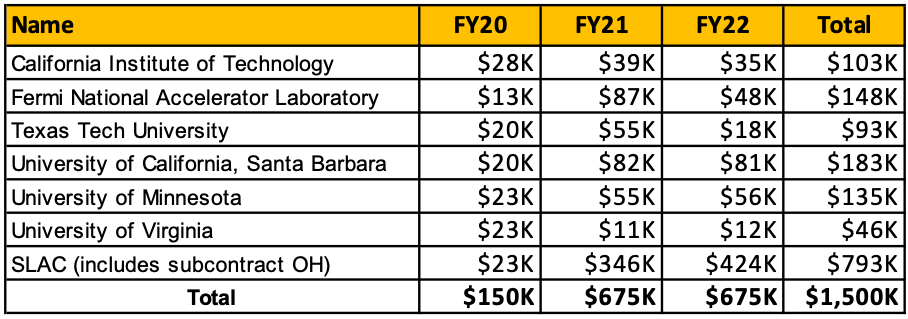 Name FY20 FY21 FY22 Total
California Institute of Technology $28K $39K $35K $103K
Fermi National Accelerator Laboratory $13K $87K $48K $148K
Texas Tech University $20K $55K $18K $93K
University of California, Santa Barbara $20K $82K $81K $183K
University of Minnesota $23K $55K $56K $135K
University of Virginia $23K $11K $12K $46K
SLAC (includes subcontract OH) $23K $346K $424K $793K
Total $150K $675K $675K $1,500K